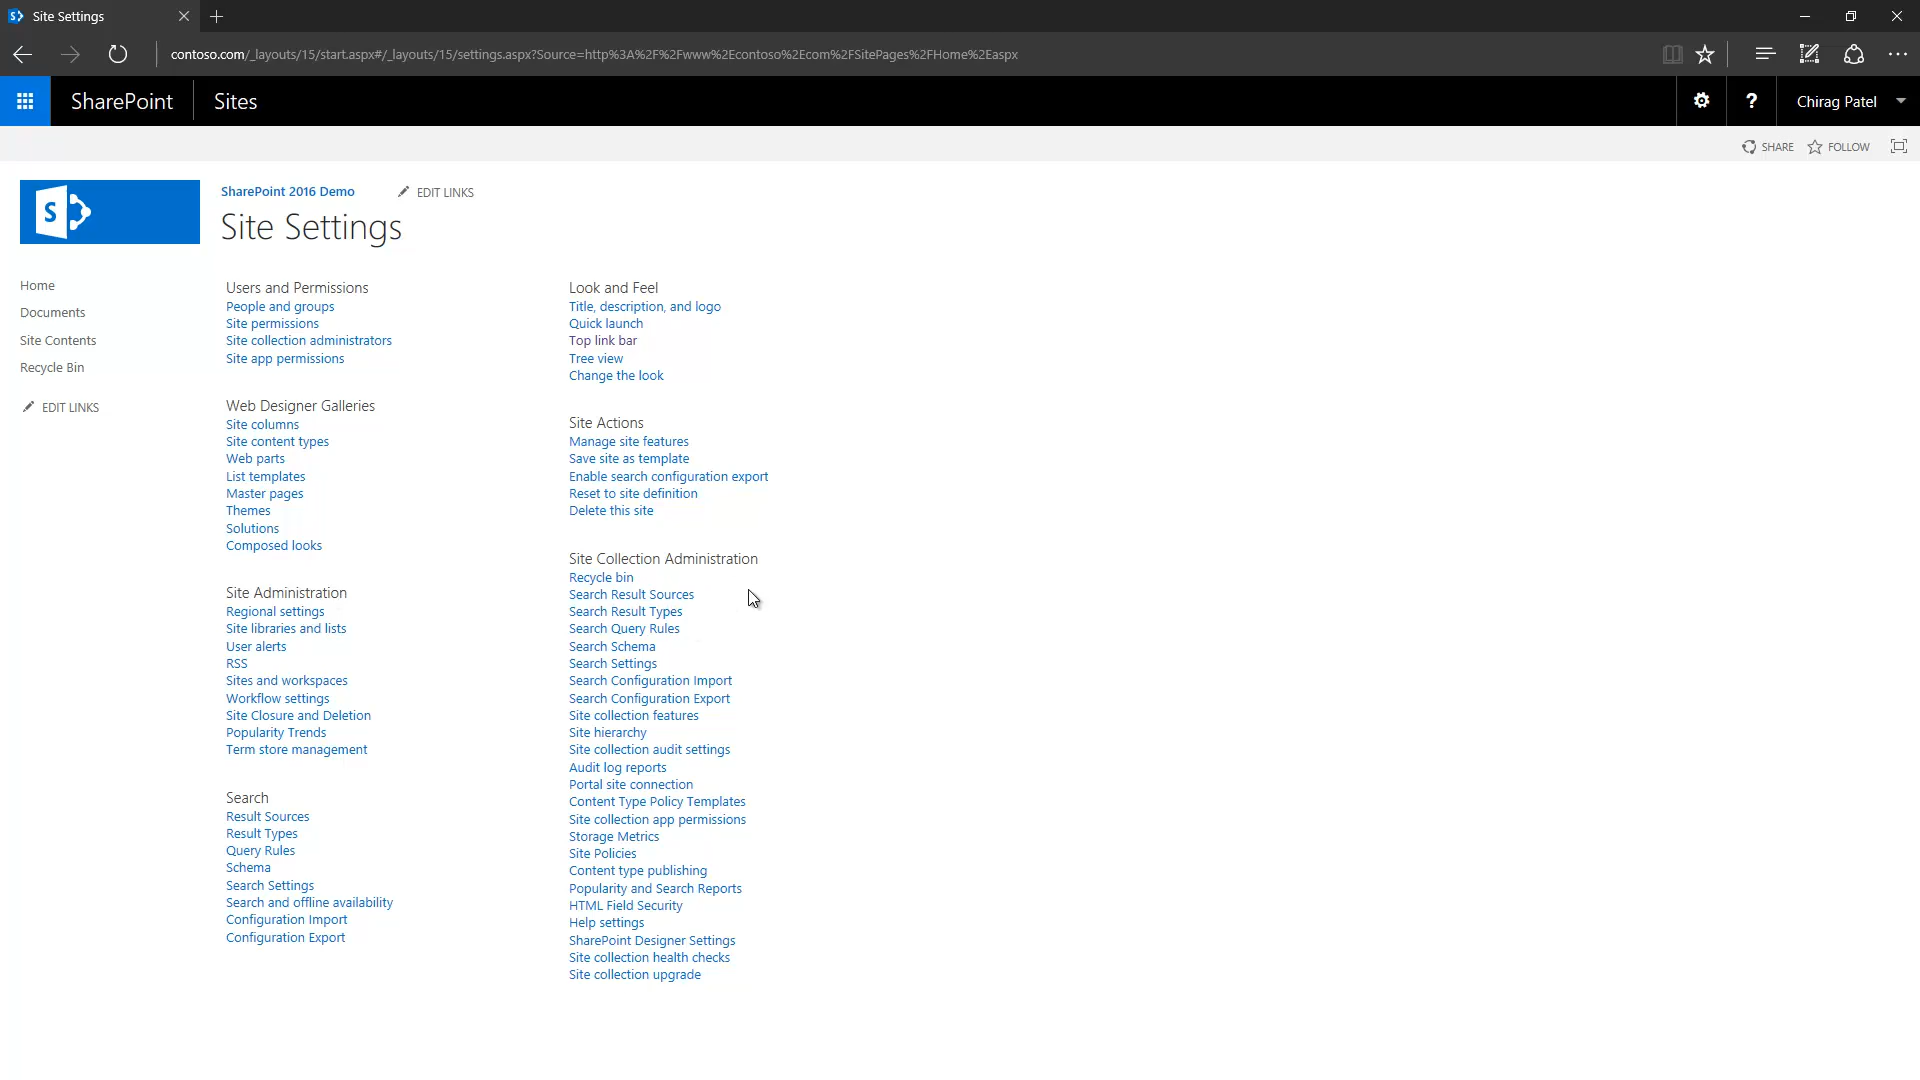 Site Settings
contoso.com/_layouts/15/start.aspx#/_layouts/15/settings.aspx?Source=http%3A%2F%2Fwww%2Econtoso%2Ecom%2FSitePages%2FHome%2Easpx
SharePoint
Sites
?
Chirag Patel
SHARE
FOLLOW
S
SharePoint 2016 Demo
EDIT LINKS
Site Settings
Home
Documents
Site Contents
Recycle Bin
EDIT LINKS
Users and Permissions
People and groups
Site permissions
Site collection administrators
Site app permissions
Web Designer Galleries
Site columns
Site content types
Web parts
List templates
Master pages
Themes
Solutions
Composed looks
Site Administration
Regional settings
Site libraries and lists
User alerts
RSS
Sites and workspaces
Workflow settings
Site Closure and Deletion
Popularity Trends
Term store management
Search
Result Sources
Result Types
Query Rules
Schema
Search Settings
Search and offline availability
Configuration Import
Configuration Export
Look and Feel
Title, description, and logo
Quick launch
Top link bar
Tree view
Change the look
Site Actions
Manage site features
Save site as template
Enable search configuration export
Reset to site definition
Delete this site
Site Collection Administration
Recycle bin
Search Result Sources
Search Result Types
Search Query Rules
Search Schema
Search Settings
Search Configuration Import
Search Configuration Export
Site collection features
Site hierarchy
Site collection audit settings
Audit log reports
Portal site connection
Content Type Policy Templates
Site collection app permissions
Storage Metrics
Site Policies
Content type publishing
Popularity and Search Reports
HTML Field Security
Help settings
SharePoint Designer Settings
Site collection health checks
Site collection upgrade